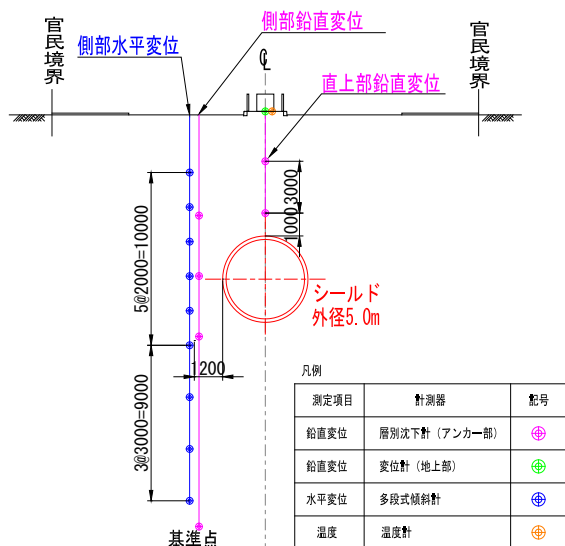 官民境界
側部鉛直変位
側部水平変位
℄
官民境界
直上部鉛直変位
3000
1000
5@2000=10000
シールド
外径5.0m
1200
3@3000=9000
基準点
凡例
測定項目 計測器 記号
鉛直変位 層別沈下計（アンカー部）
鉛直変位 変位計（地上部）
水平変位 多段式傾斜計
温度 温度計